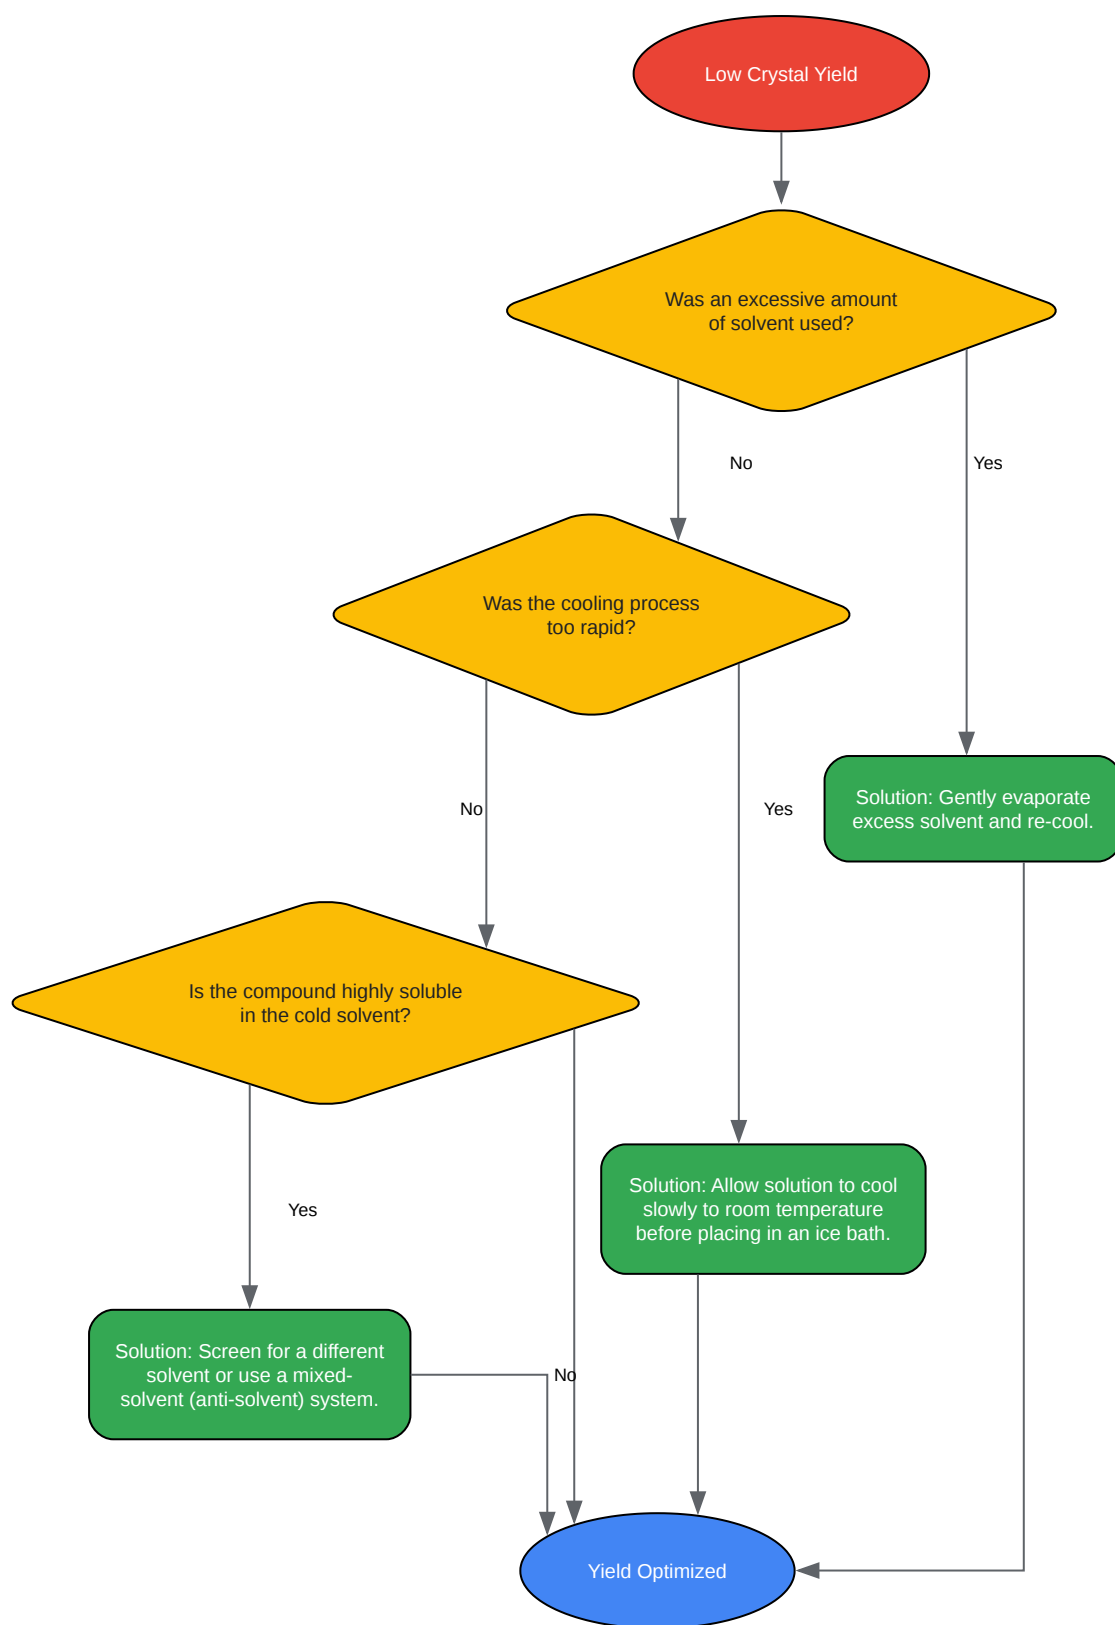 Low Crystal Yield
Was an excessive amount
of solvent used?
No
Yes
Was the cooling process
too rapid?
No
Yes
Solution: Gently evaporate
excess solvent and re-cool.
Is the compound highly soluble
in the cold solvent?
Yes
Solution: Allow solution to cool
slowly to room temperature
before placing in an ice bath.
Solution: Screen for a different
solvent or use a mixed-
solvent (anti-solvent) system.
No
Yield Optimized